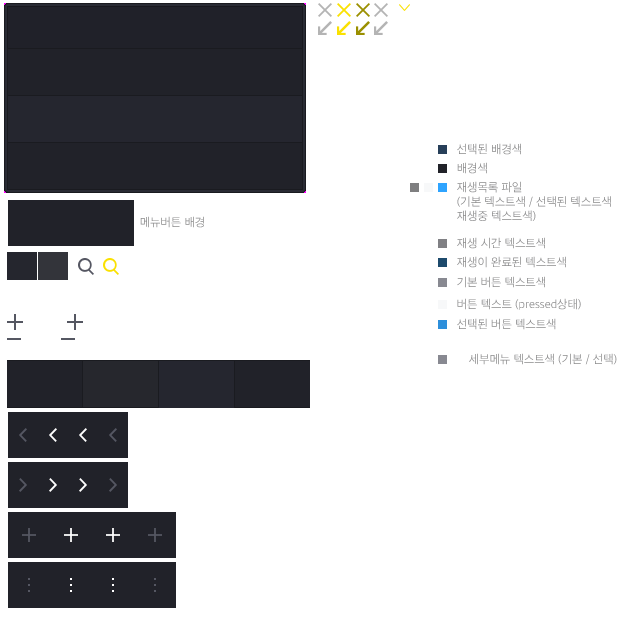 선택된 배경색
배경색
재생목록 파일
(기본 텍스트색 / 선택된 텍스트색
재생중 텍스트색)
메뉴버튼 배경
재생 시간 텍스트색
재생이 완료된 텍스트색
기본 버튼 텍스트색
버튼 텍스트 (pressed상태)
선택된 버튼 텍스트색
세부메뉴 텍스트색 (기본 / 선택)